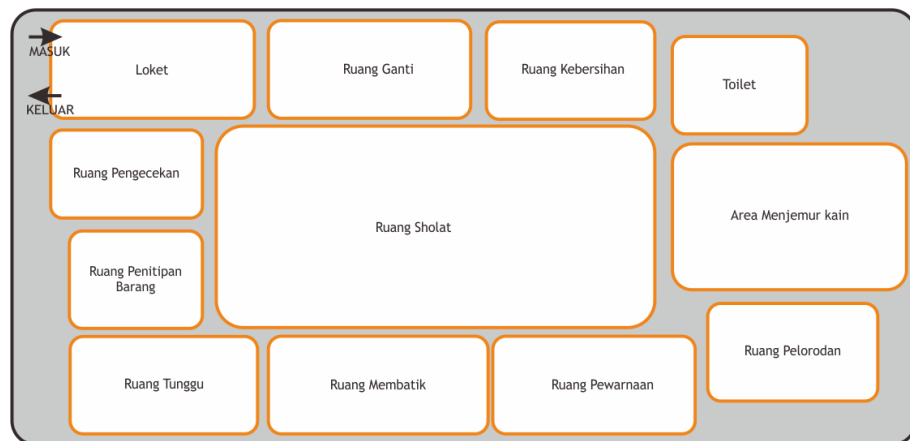 MASUK
KELUAR
Loket
Ruang Ganti
Ruang Kebersihan
Toilet
Ruang Pengecekan
Ruang Sholat
Area Menjemur kain
Ruang Penitipan
Barang
Ruang Pelorodan
Ruang Tunggu
Ruang Membatik
Ruang Pewarnaan